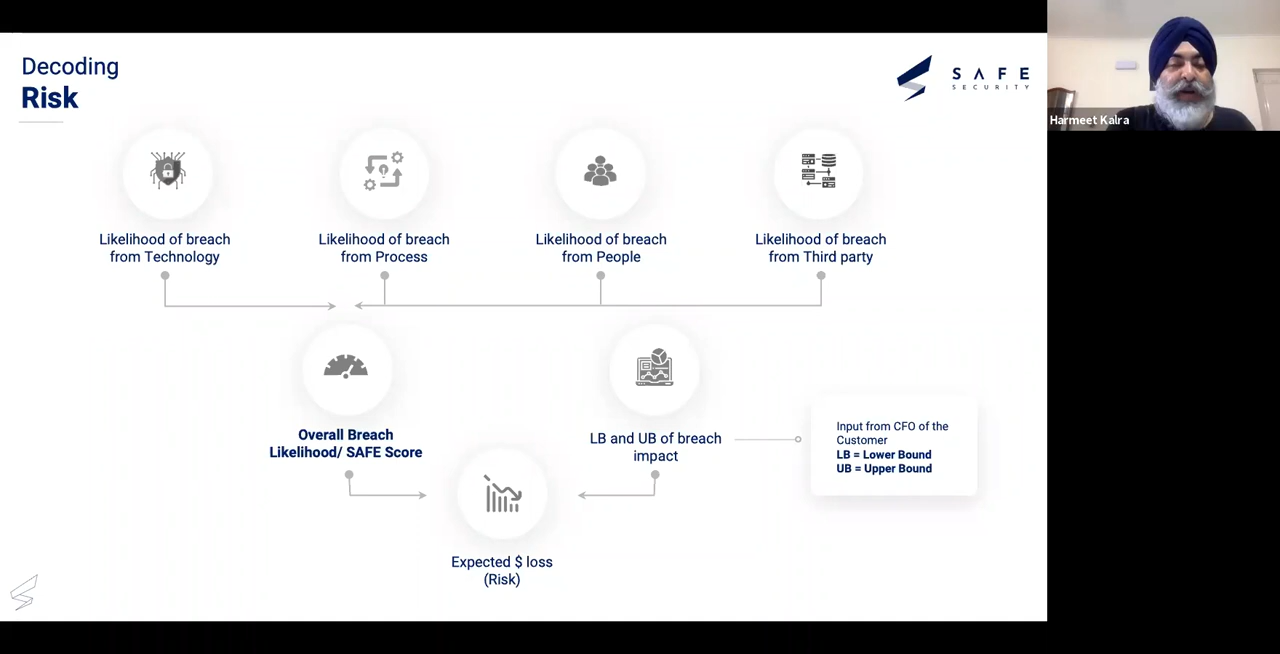 Decoding
Risk
SAFE
SECURITY
Harmeet Kalra
Likelihood of breach
from Technology
Likelihood of breach
from Process
Likelihood of breach
from People
Likelihood of breach
from Third party
Overall Breach
Likelihood/ SAFE Score
LB and UB of breach
impact
Input from CFO of the
Customer
LB = Lower Bound
UB = Upper Bound
Expected $ loss
(Risk)